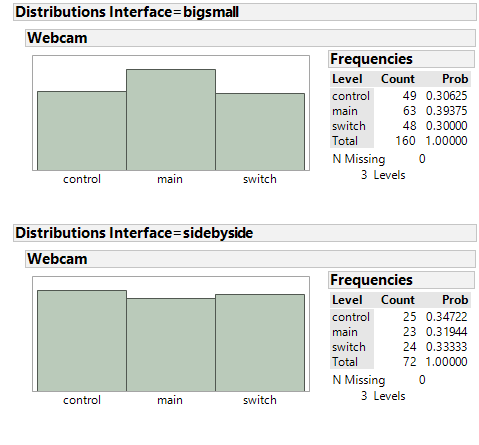 Distributions Interface=bigsmall
Webcam
control main switch
Frequencies
Level Count Prob
control 49 0.30625
main 63 0.39375
switch 48 0.30000
Total 160 1.00000
N Missing 0
3 Levels
Distributions Interface=sidebyside
Webcam
control main switch
Frequencies
Level Count Prob
control 25 0.34722
main 23 0.31944
switch 24 0.33333
Total 72 1.00000
N Missing 0
3 Levels